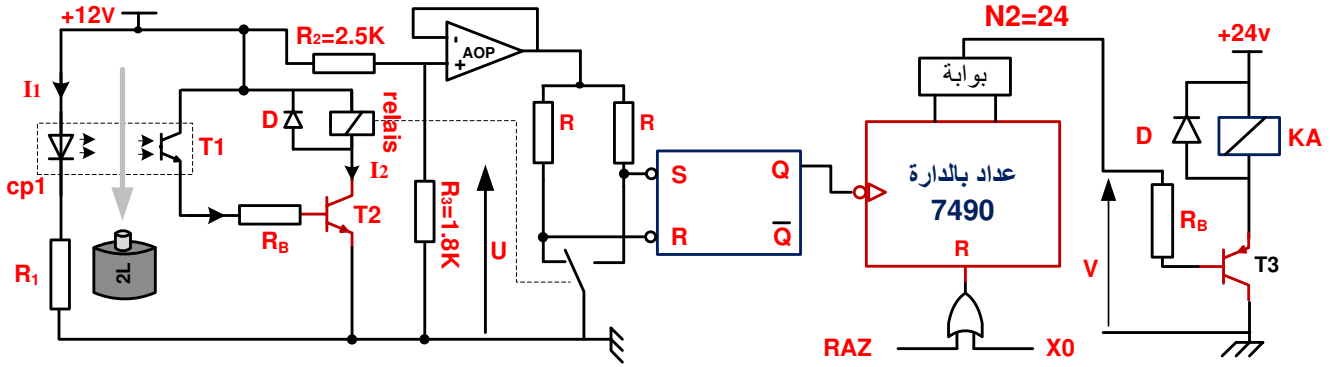 +12V
I1
cp1
R1
2L
T1
RB
D
relais
I2
T2
R2=2.5K
R3=1.8K
-
+
AOP
U
R
R
S
R
Q
Q̅
N2=24
بوابة
عداد بالدارة
7490
R
RAZ
X0
+24v
D
KA
RB
V
T3